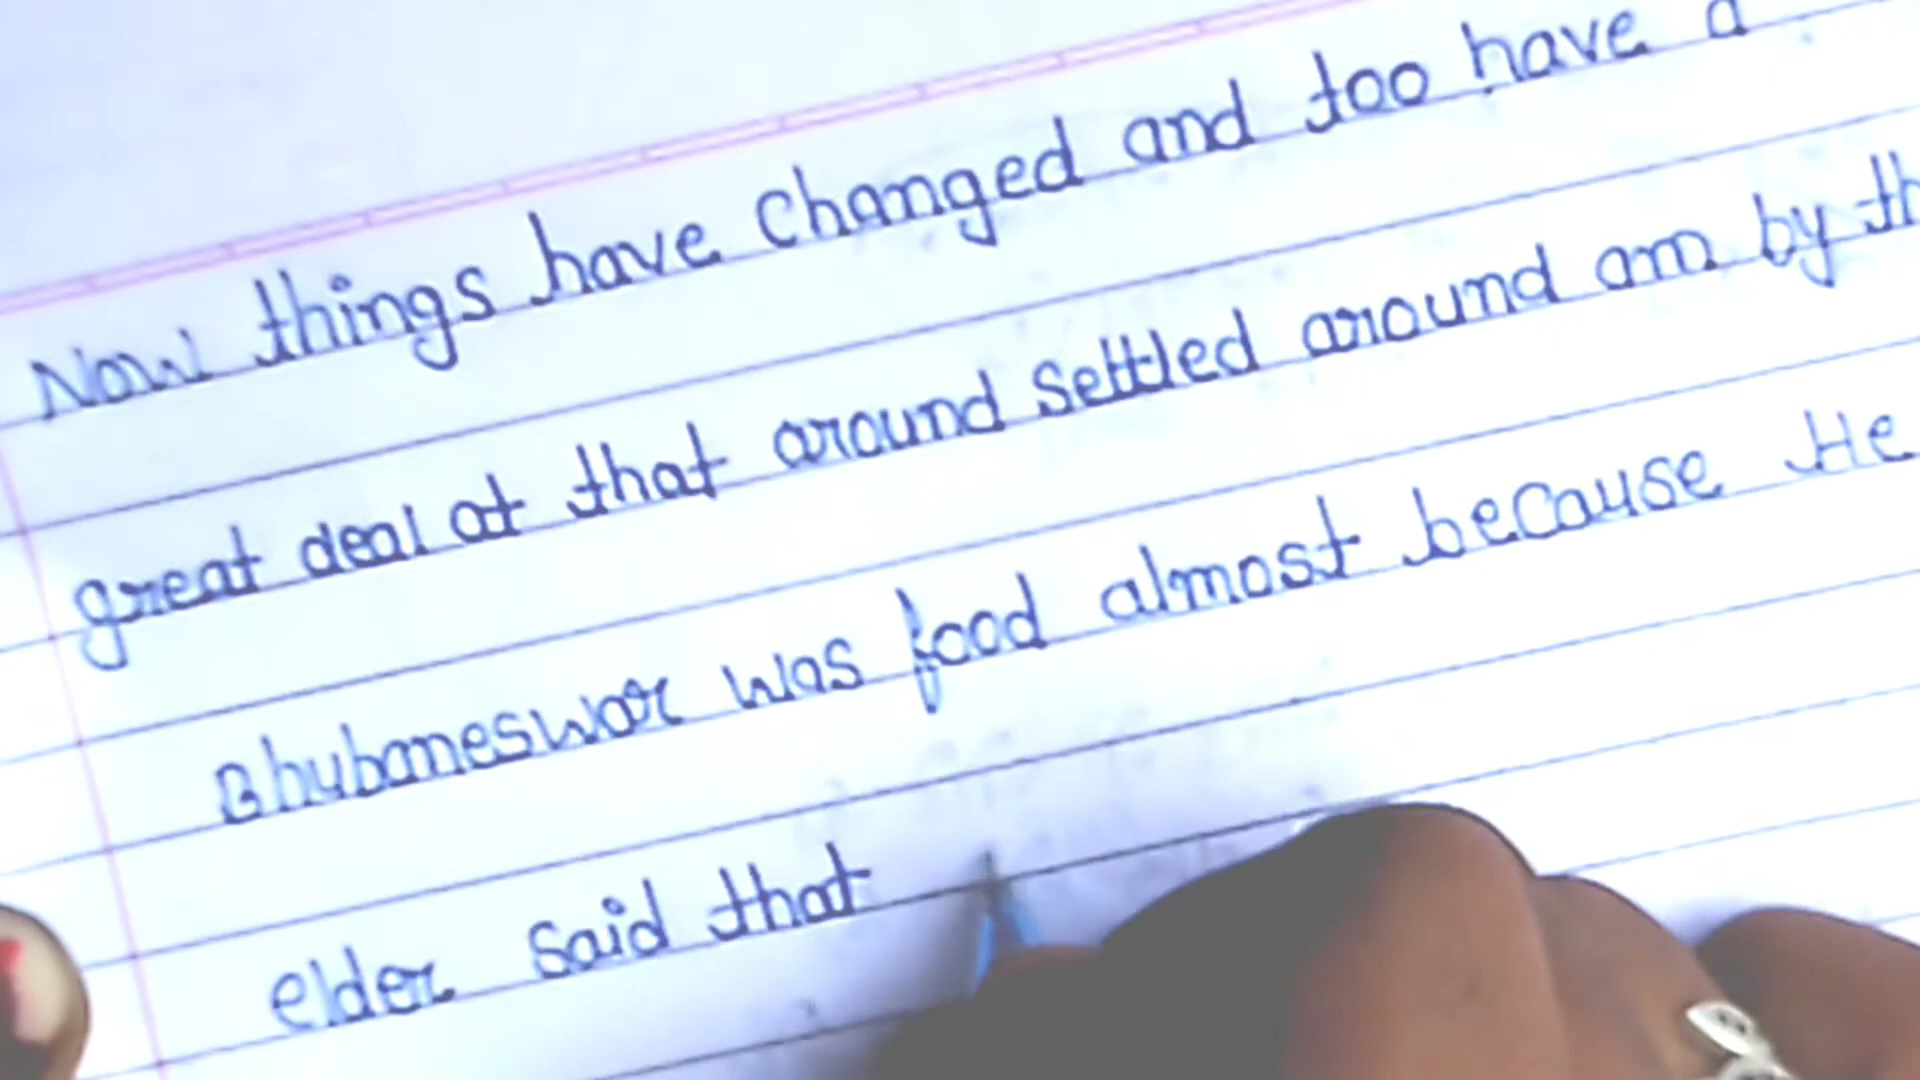 Now things have changed and too have a
great deal at that around settled around am by th
Bhubaneswar was food almost because He
elder said that